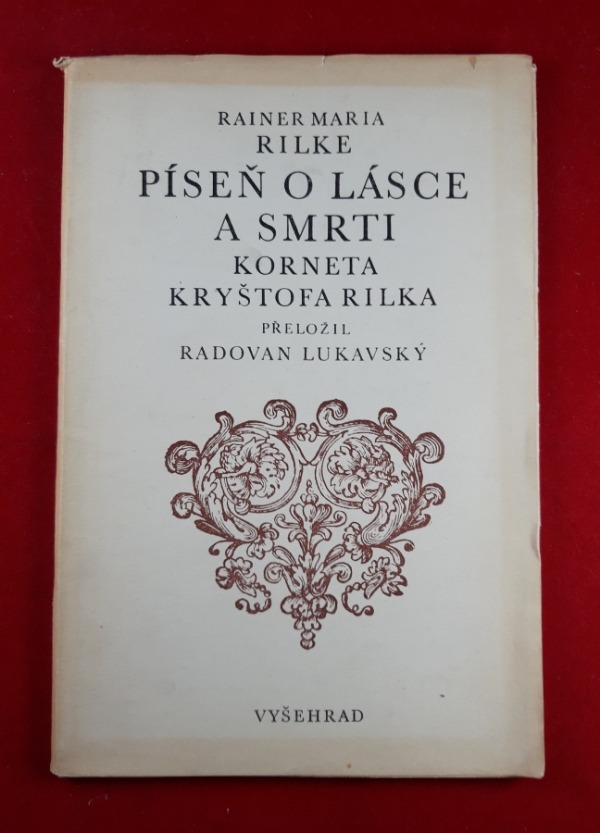 RAINER MARIA
RILKE
PÍSEŇ O LÁSCE
A SMRTI
KORNETA
KRYŠTOFA RILKA
PŘELOŽIL
RADOVAN LUKAVSKÝ
VYŠEHRAD